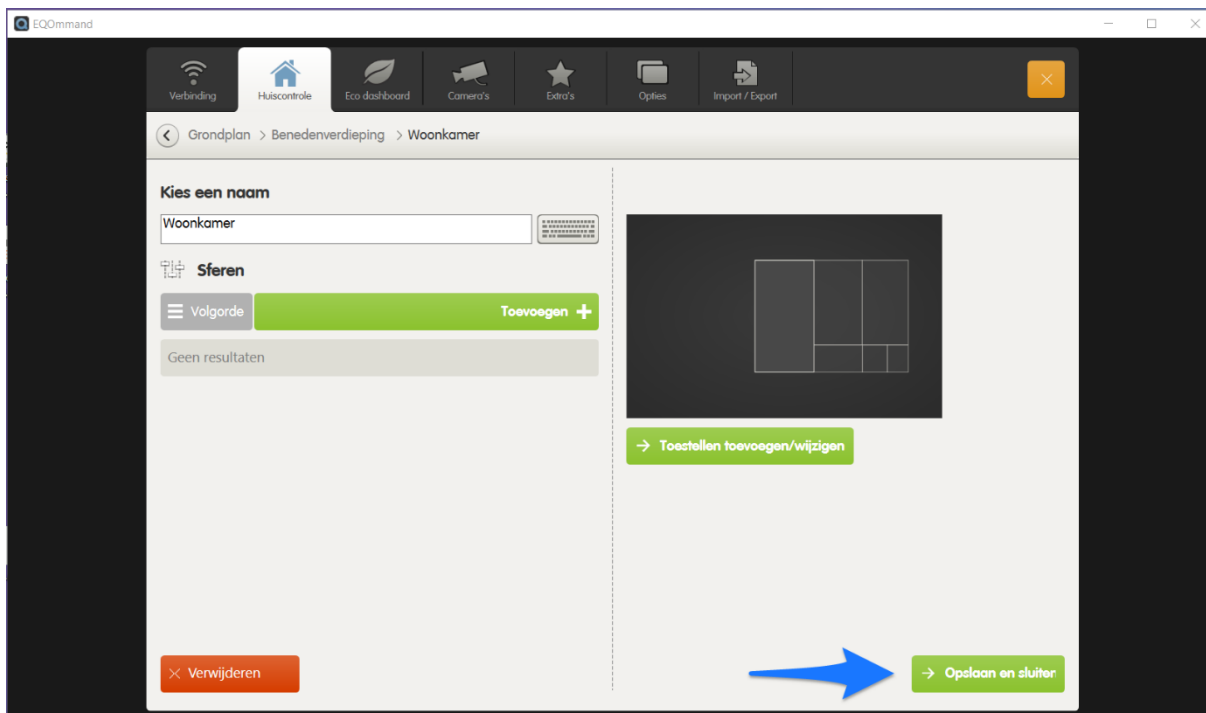 EQOmmand
Verbinding
Huiscontrole
Eco dashboard
Camera's
Extra's
Opties
Import / Export
Grondplan > Benedenverdieping > Woonkamer
Kies een naam
Woonkamer
Sferen
Volgorde
Toevoegen
Geen resultaten
Toestellen toevoegen/wijzigen
Verwijderen
Opslaan en sluiten